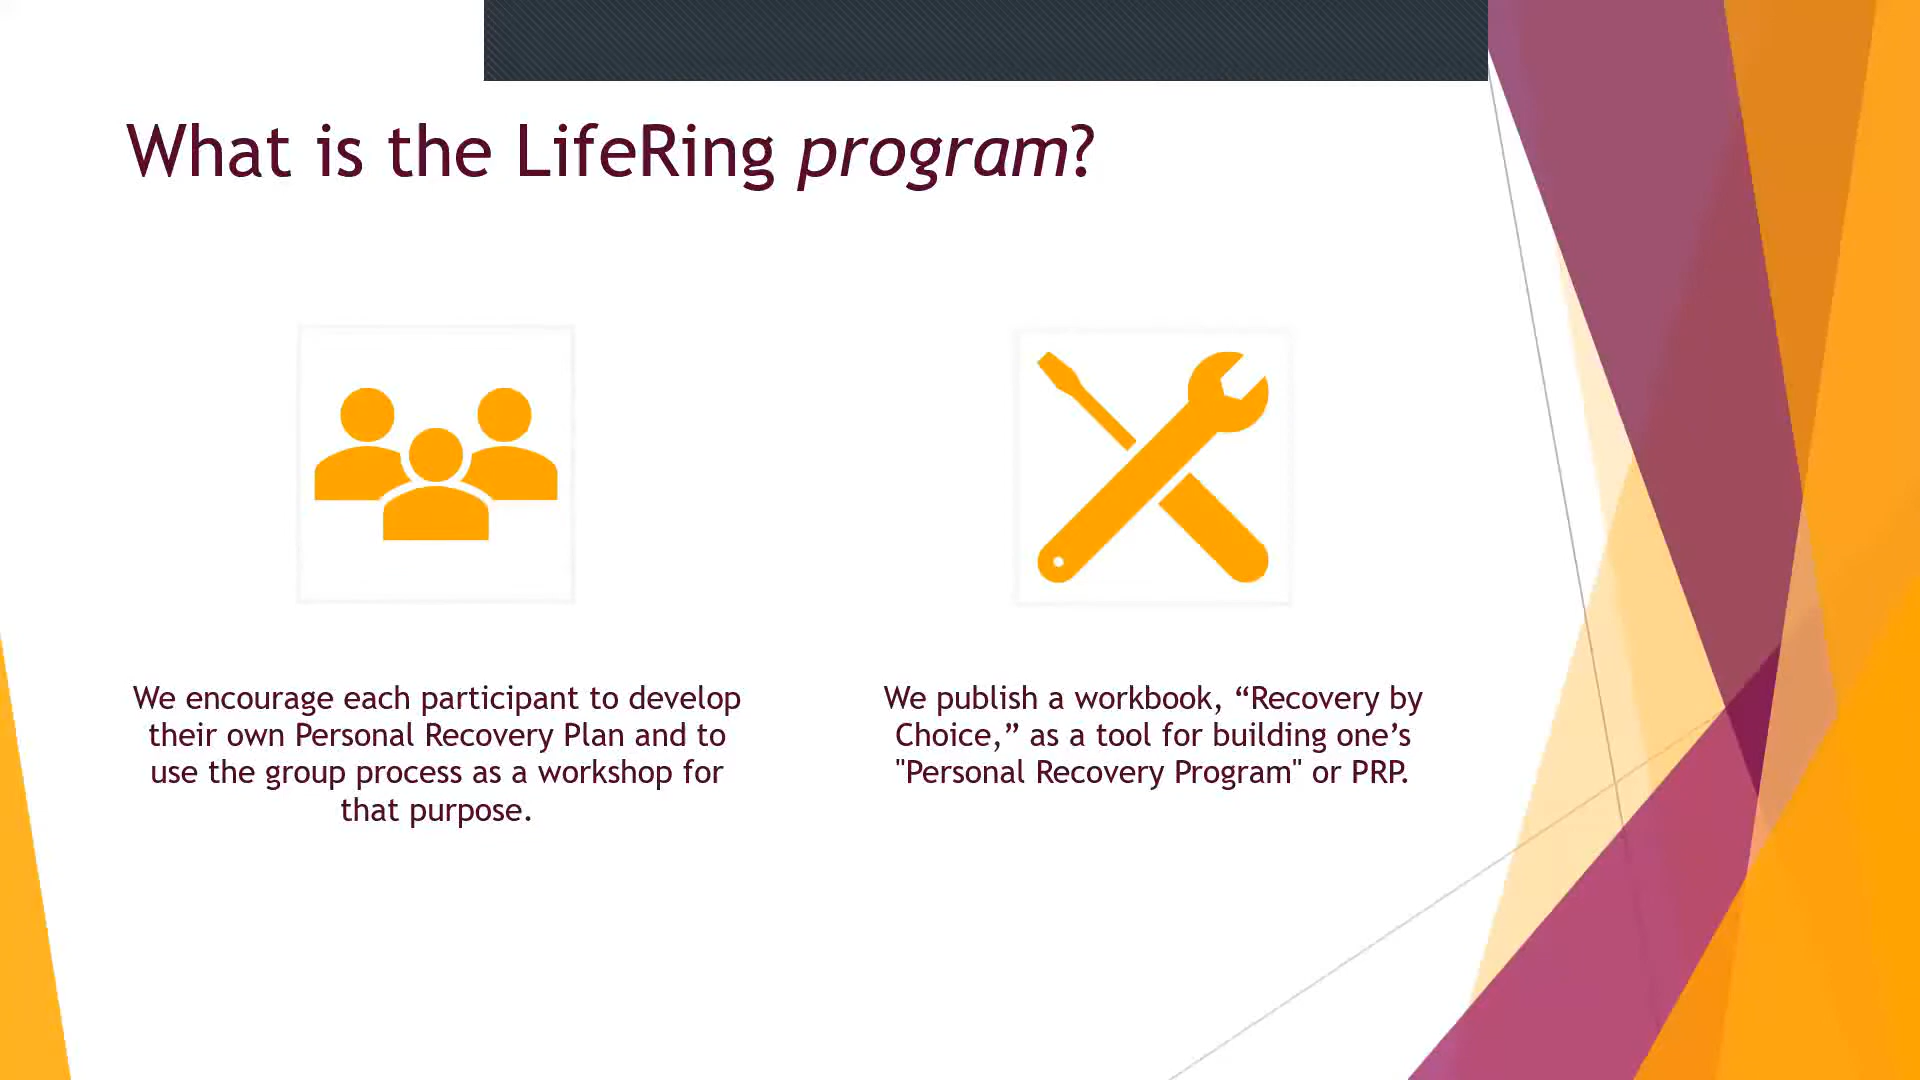 What is the LifeRing program?
We encourage each participant to develop
their own Personal Recovery Plan and to
use the group process as a workshop for
that purpose.
We publish a workbook, “Recovery by
Choice,” as a tool for building one’s
"Personal Recovery Program" or PRP.